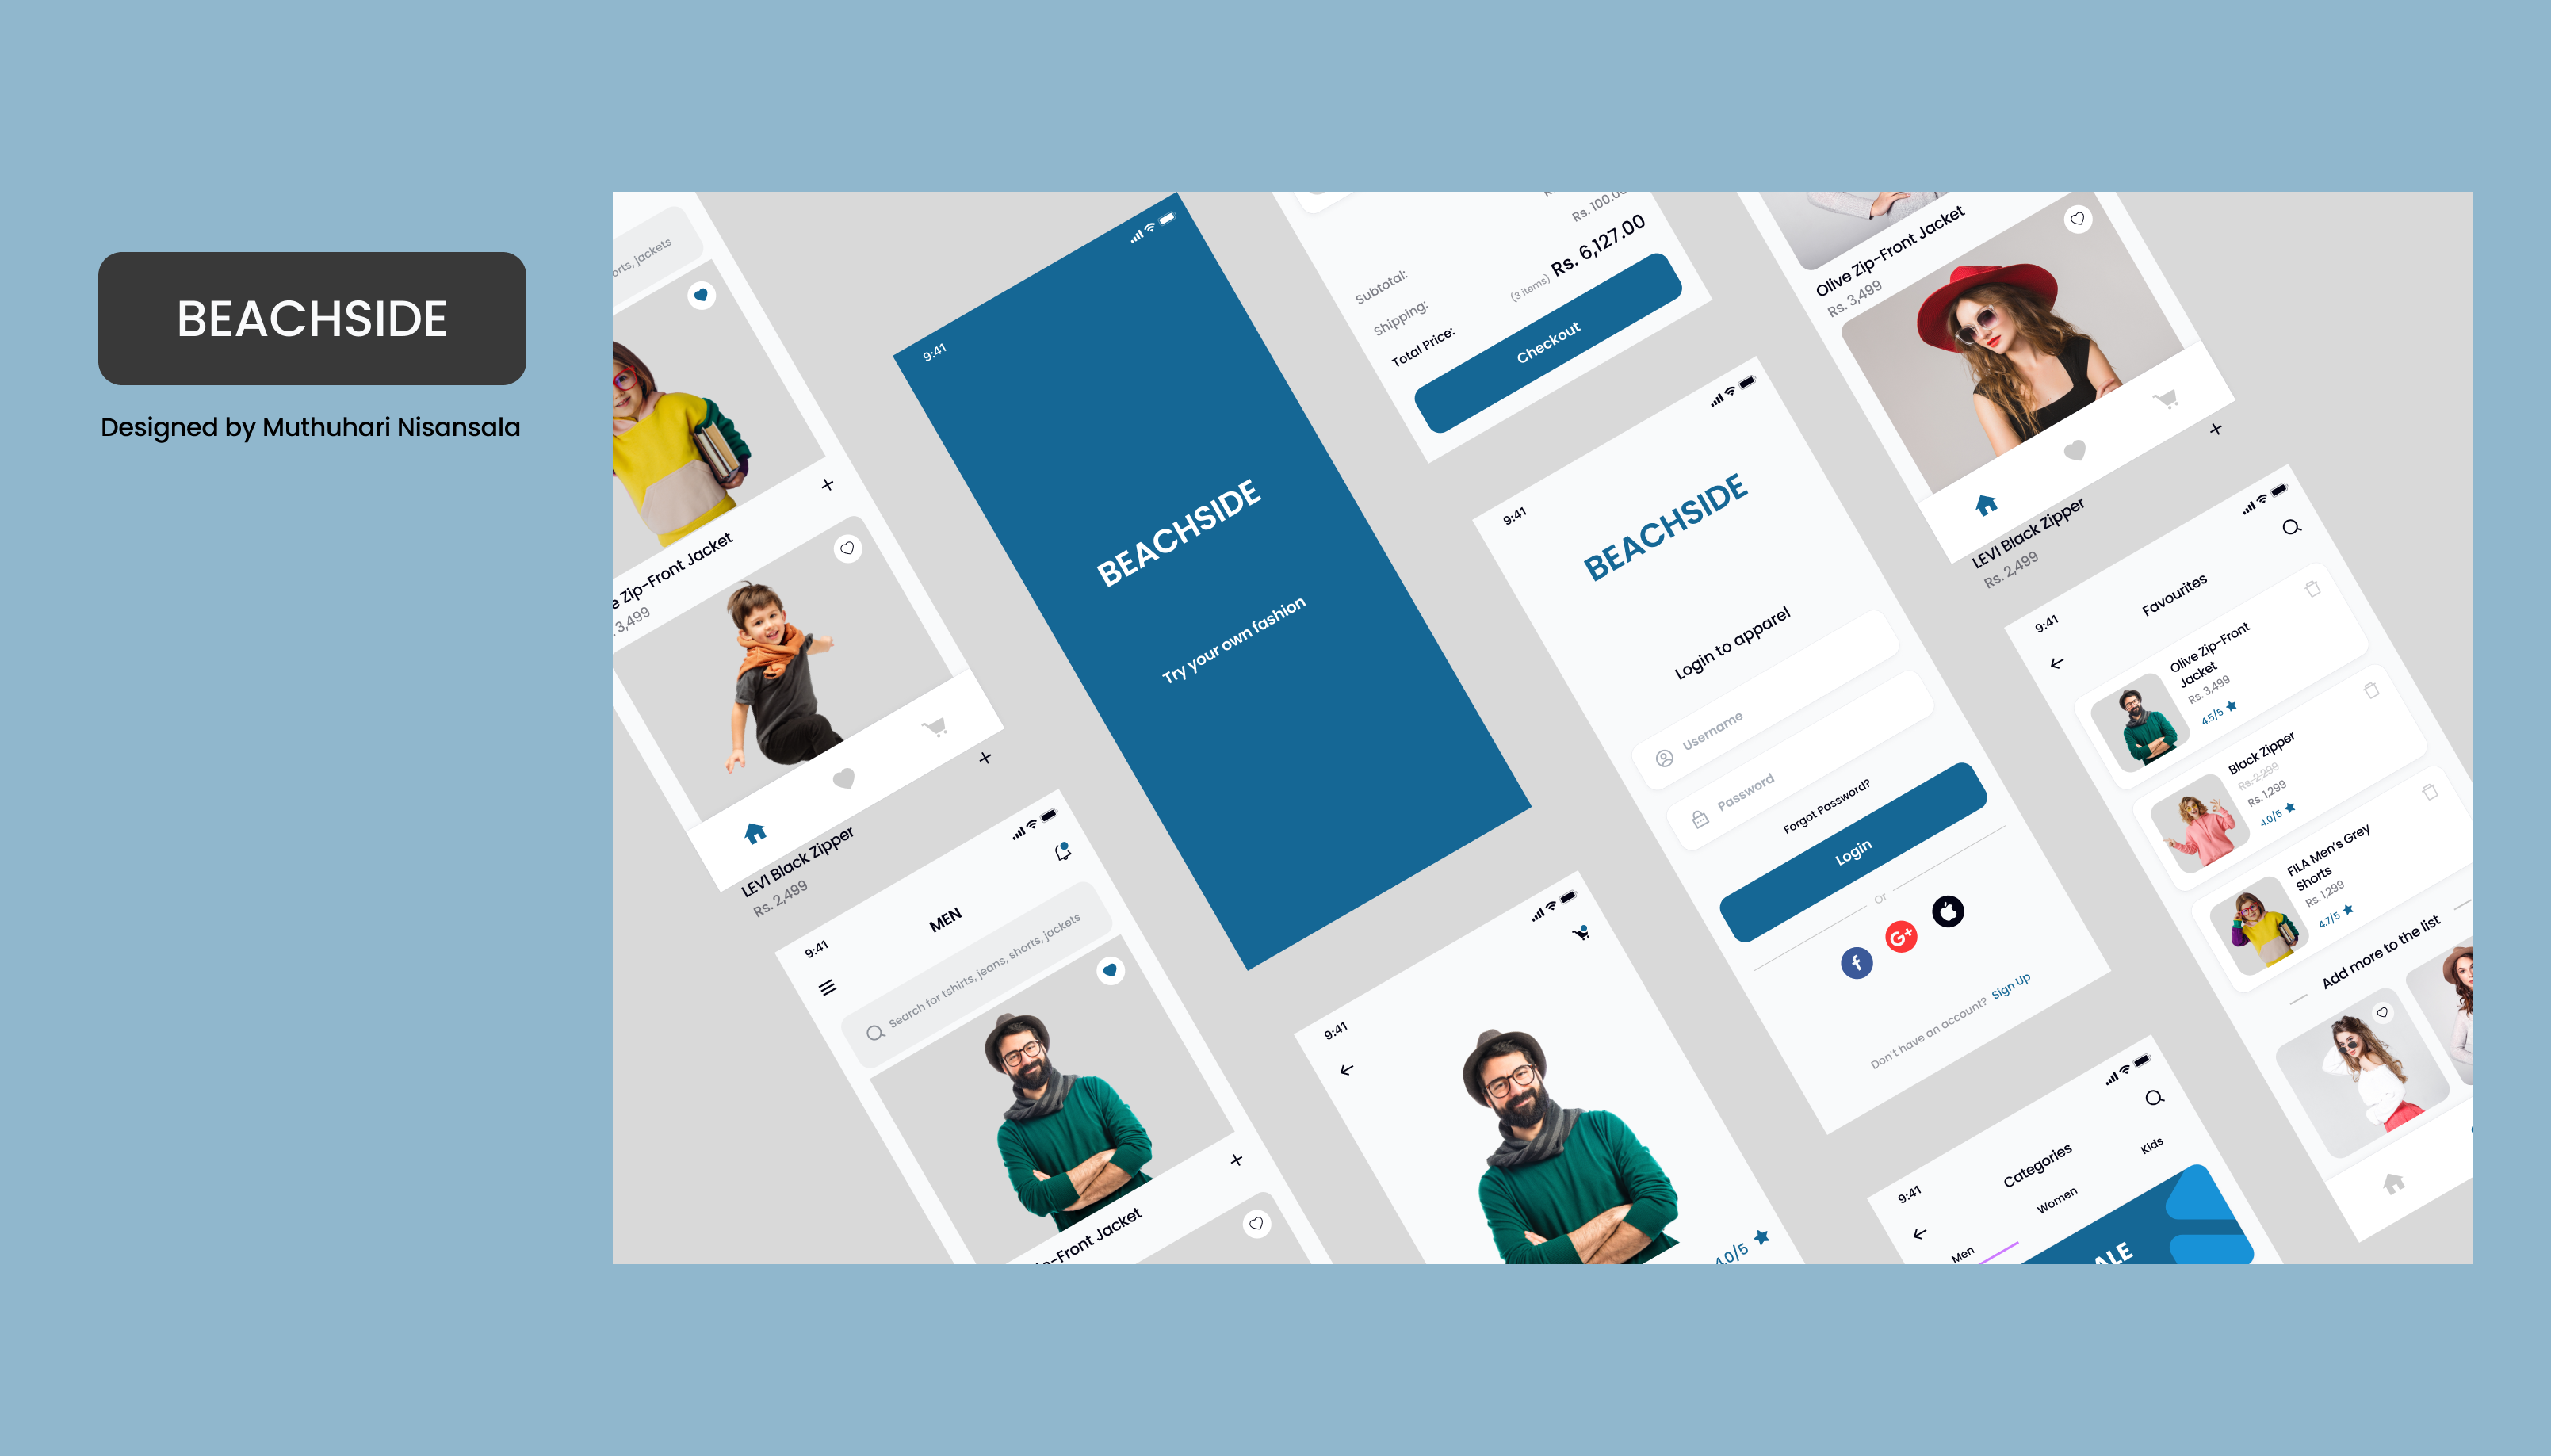 BEACHSIDE
Designed by Muthuhari Nisansala
orts, jackets
Zip-Front Jacket
3,499
LEVI Black Zipper
Rs. 2,499
9:41
MEN
Search for tshirts, jeans, shorts, jackets
-Front Jacket
9:41
BEACHSIDE
Try your own fashion
Rs. 100.0
Subtotal:
Shipping:
Total Price:
(3 items) Rs. 6,127.00
Checkout
9:41
4.0/5
9:41
BEACHSIDE
Login to apparel
Username
Password
Forgot Password?
Login
Or
Don't have an account? Sign Up
Olive Zip-Front Jacket
Rs. 3,499
LEVI Black Zipper
Rs. 2,499
9:41
Favourites
Olive Zip-Front
Jacket
Rs. 3,499
4.5/5
Black Zipper
Rs. 2,299
Rs. 1,299
4.0/5
FILA Men's Grey
Shorts
Rs. 1,299
4.7/5
Add more to the list
9:41
Categories
Men
Women
Kids
ALE